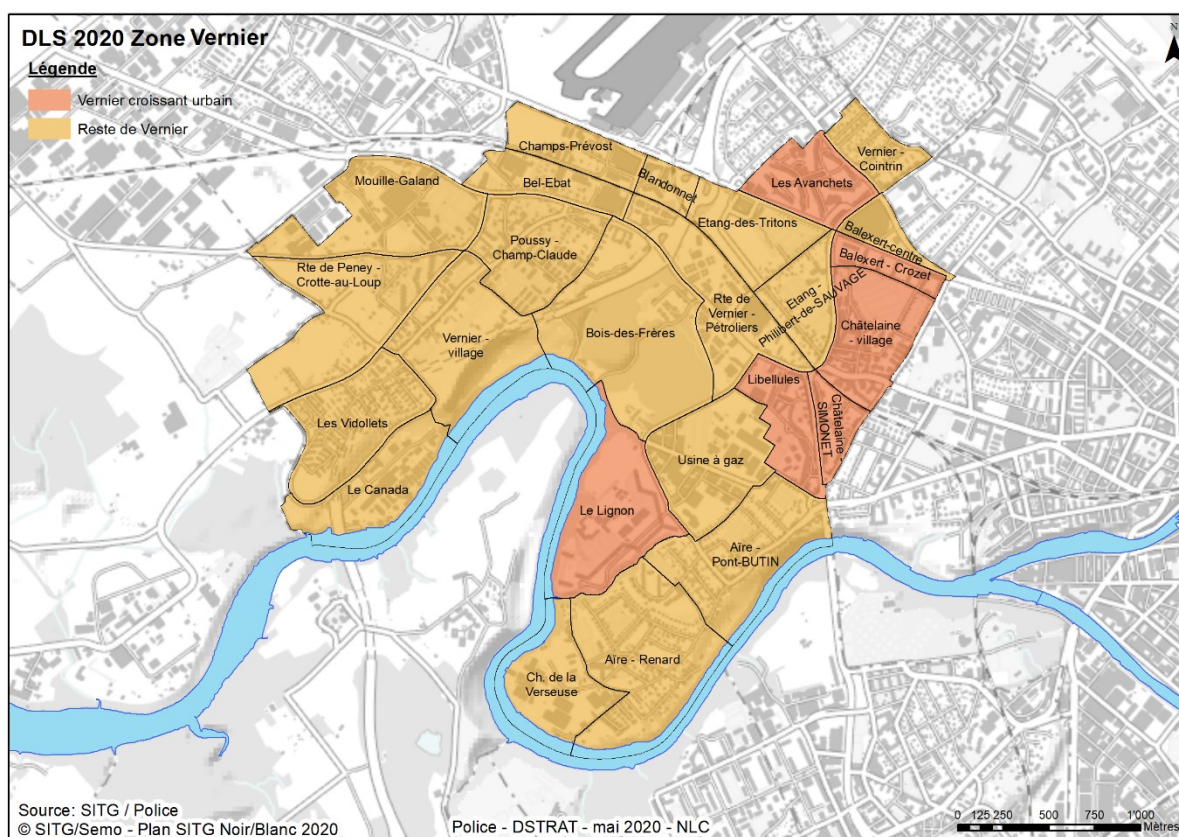 DLS 2020 Zone Vernier
Légende
Vernier croissant urbain
Reste de Vernier
N
Champs-Prévost
Vernier -
Cointrin
Mouille-Galand
Bel-Ebat
Blandonnet
Les Avanchets
Etang-des-Tritons
Balexert-centre
Poussy -
Champ-Claude
Balexert - Crozet
Rte de Peney -
Crotte-au-Loup
Etang -
Philibert-de-SAUVAGE
Rte de
Vernier -
Pétroliers
Vernier -
village
Bois-des-Frères
Châtelaine
- village
Libellules
Châtelaine -
SIMONET
Les Vidollets
Usine à gaz
Le Canada
Le Lignon
Aïre -
Pont-BUTIN
Aïre - Renard
Ch. de la
Verseuse
Source: SITG / Police
© SITG/Semo - Plan SITG Noir/Blanc 2020
Police - DSTRAT - mai 2020 - NLC
0 125 250 500 750 1'000
Mètres